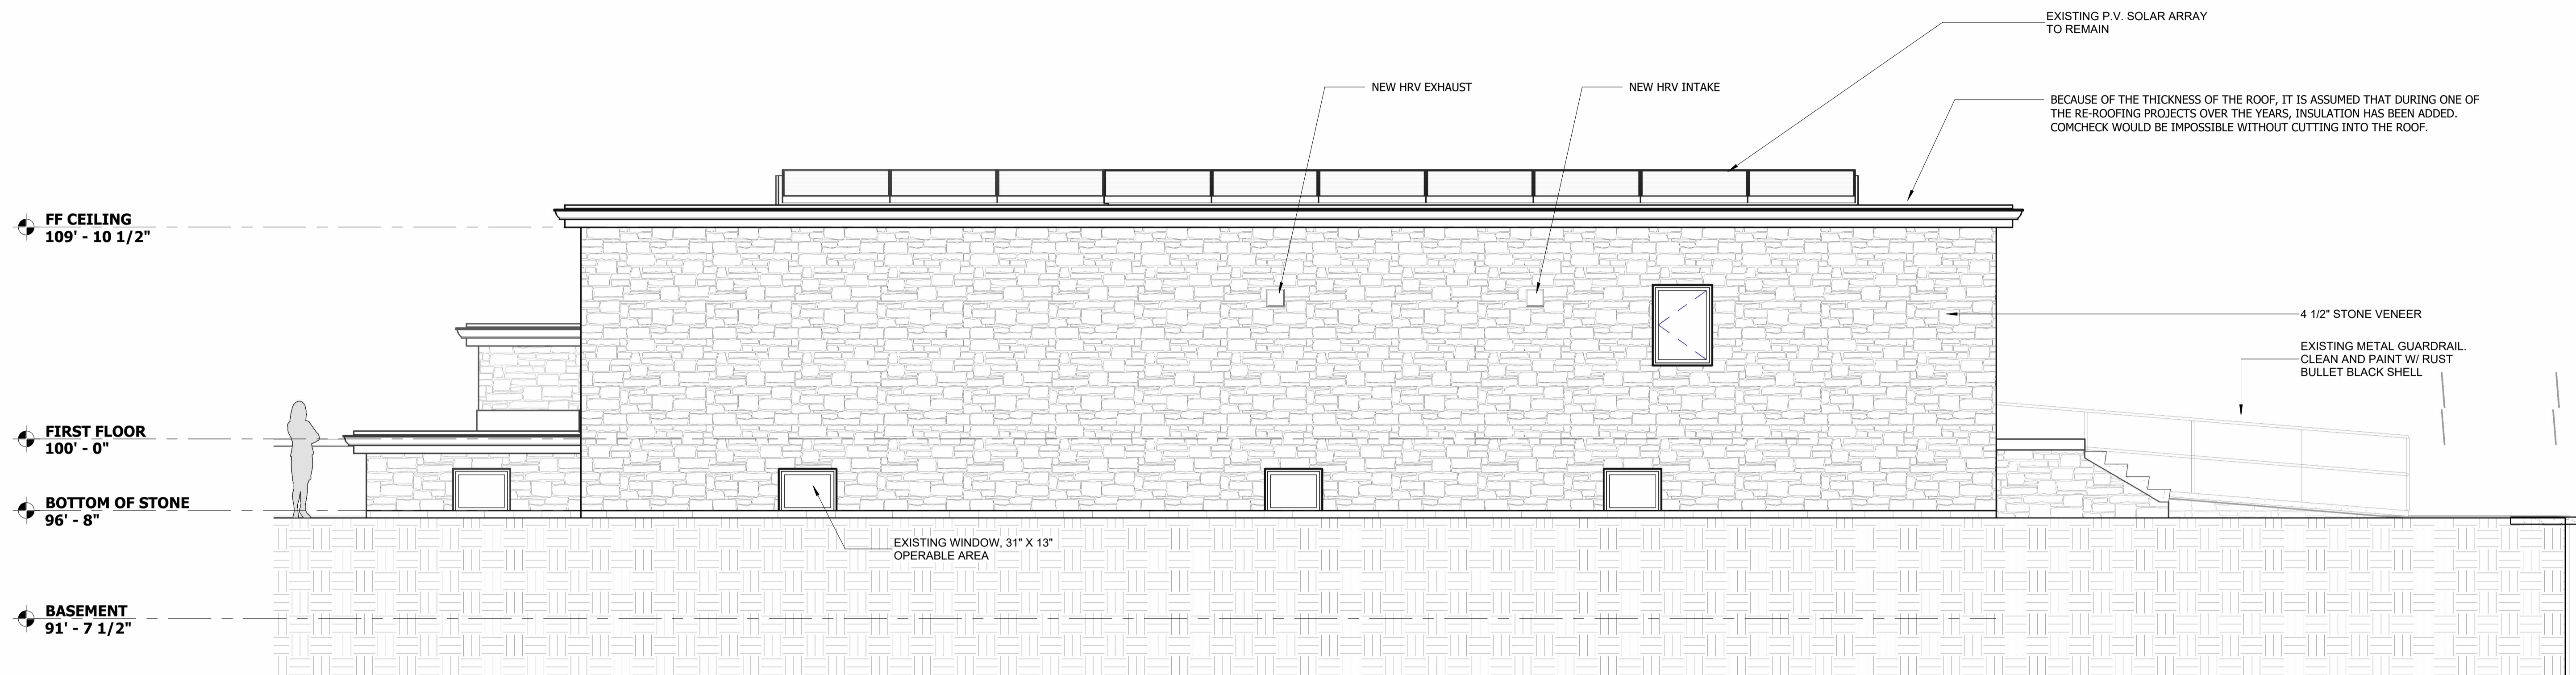 EXISTING P.V. SOLAR ARRAY
TO REMAIN
NEW HRV EXHAUST
NEW HRV INTAKE
BECAUSE OF THE THICKNESS OF THE ROOF, IT IS ASSUMED THAT DURING ONE OF
THE RE-ROOFING PROJECTS OVER THE YEARS, INSULATION HAS BEEN ADDED.
COMCHECK WOULD BE IMPOSSIBLE WITHOUT CUTTING INTO THE ROOF.
FF CEILING
109' - 10 1/2"
4 1/2" STONE VENEER
EXISTING METAL GUARDRAIL.
CLEAN AND PAINT W/ RUST
BULLET BLACK SHELL
FIRST FLOOR
100' - 0"
BOTTOM OF STONE
96' - 8"
EXISTING WINDOW, 31" X 13"
OPERABLE AREA
BASEMENT
91' - 7 1/2"